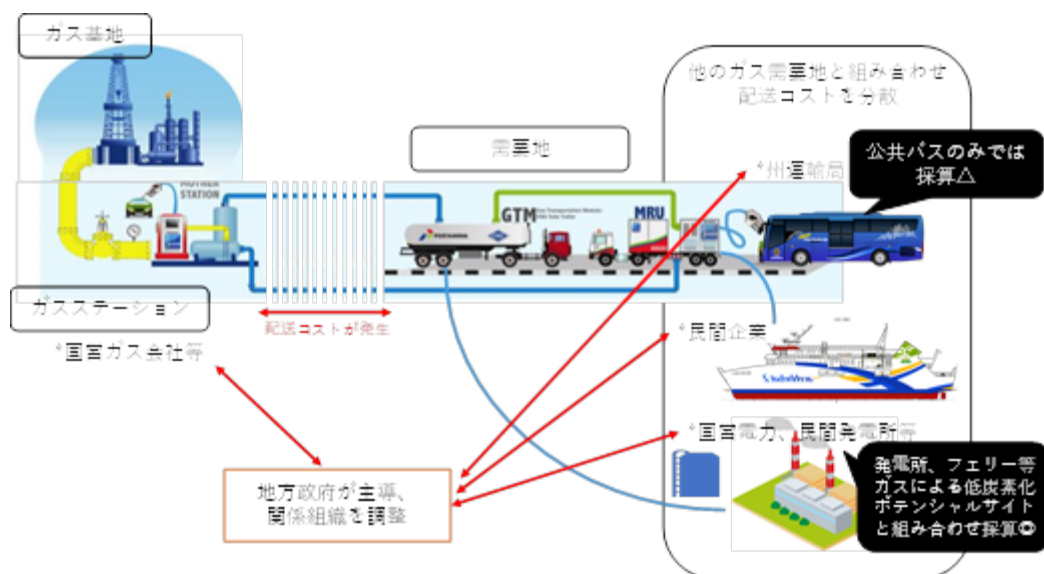 ガス基地
他のガス需要地と組み合わせ
配送コストを分散
需要地
*州運輸局
公共バスのみでは
採算△
MOTHER
STATION
GTM
MRU
PERTAMINA
ガスステーション
配送コストが発生
*国営ガス会社等
*民間企業
*国営電力、民間発電所等
地方政府が主導、
関係組織を調整
発電所、フェリー等
ガスによる低炭素化
ポテンシャルサイト
と組み合わせ採算◎